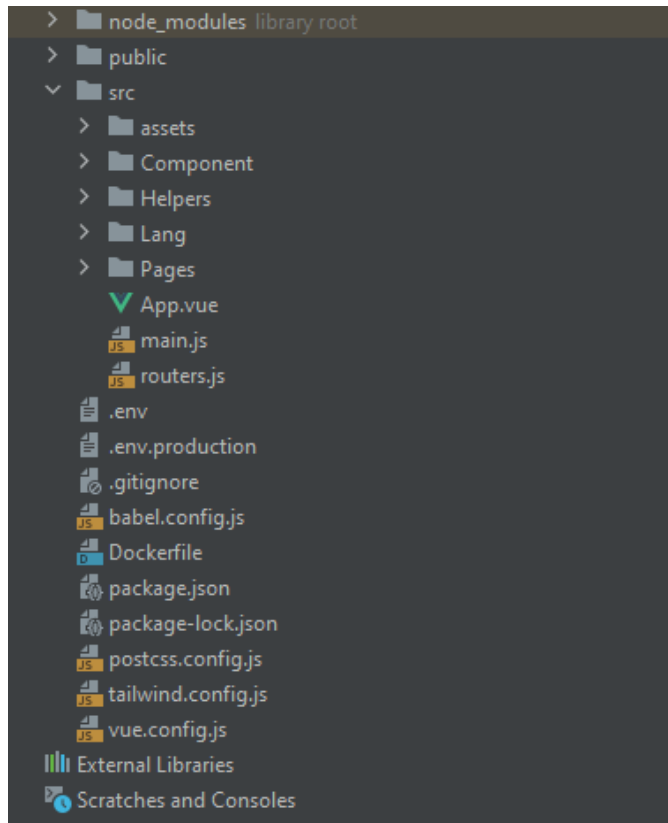 node_modules library root
public
src
assets
Component
Helpers
Lang
Pages
App.vue
main.js
routers.js
.env
.env.production
.gitignore
babel.config.js
Dockerfile
package.json
package-lock.json
postcss.config.js
tailwind.config.js
vue.config.js
External Libraries
Scratches and Consoles